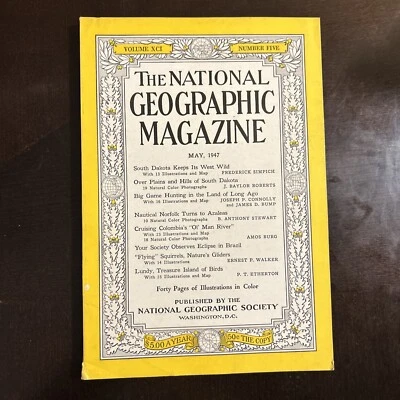 VOLUME XCI
NUMBER FIVE
THE NATIONAL
GEOGRAPHIC
MAGAZINE
MAY, 1947
South Dakota Keeps Its West Wild
With 13 Illustrations and Map FREDERICK SIMPICH
Over Plains and Hills of South Dakota
19 Natural Color Photographs J. BAYLOR ROBERTS
Big Game Hunting in the Land of Long Ago
With 18 Illustrations and Map JOSEPH P. CONNOLLY
and JAMES D. BUMP
Nautical Norfolk Turns to Azaleas
10 Natural Color Photographs B. ANTHONY STEWART
Cruising Colombia's "Ol' Man River"
With 23 Illustrations and Map
18 Natural Color Photographs AMOS BURG
Your Society Observes Eclipse in Brazil
"Flying" Squirrels, Nature's Gliders
With 14 Illustrations ERNEST P. WALKER
Lundy, Treasure Island of Birds
With 15 Illustrations and Map P. T. ETHERTON
Forty Pages of Illustrations in Color
PUBLISHED BY THE
NATIONAL GEOGRAPHIC SOCIETY
WASHINGTON, D.C.
$5.00 A YEAR
50¢ THE COPY